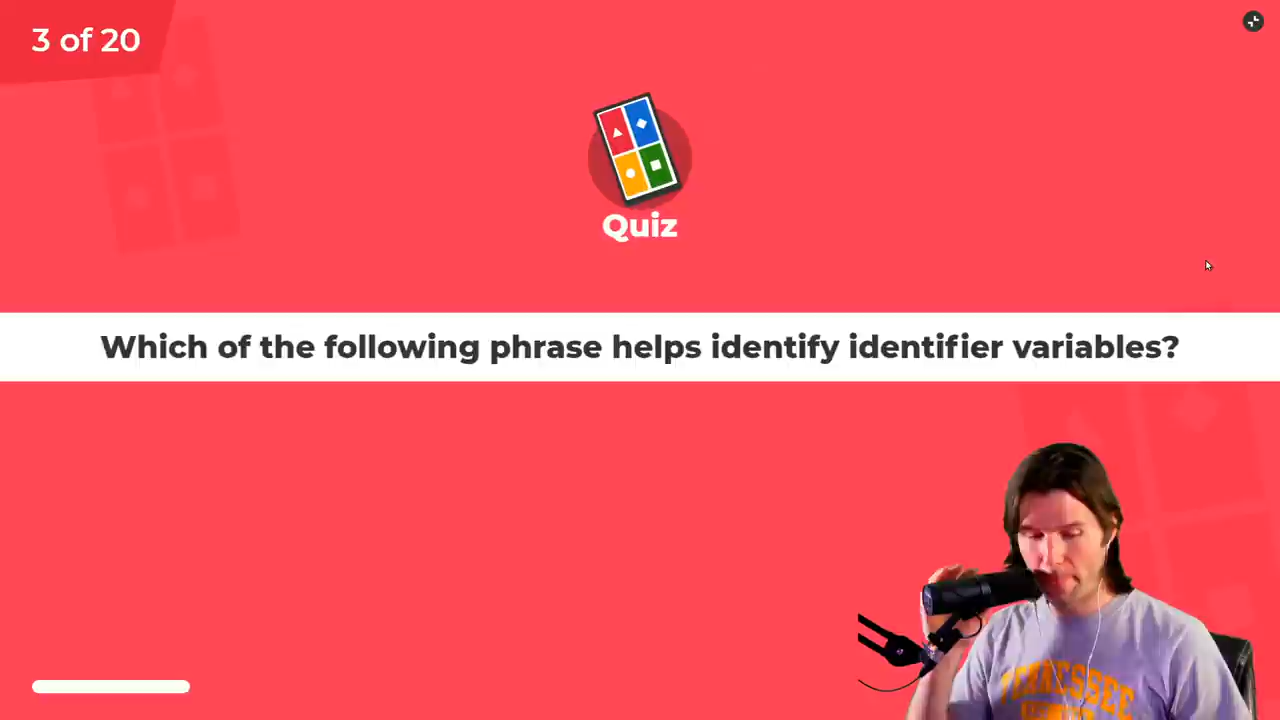 3 of 20
Quiz
Which of the following phrase helps identify identifier variables?
TENNESSEE